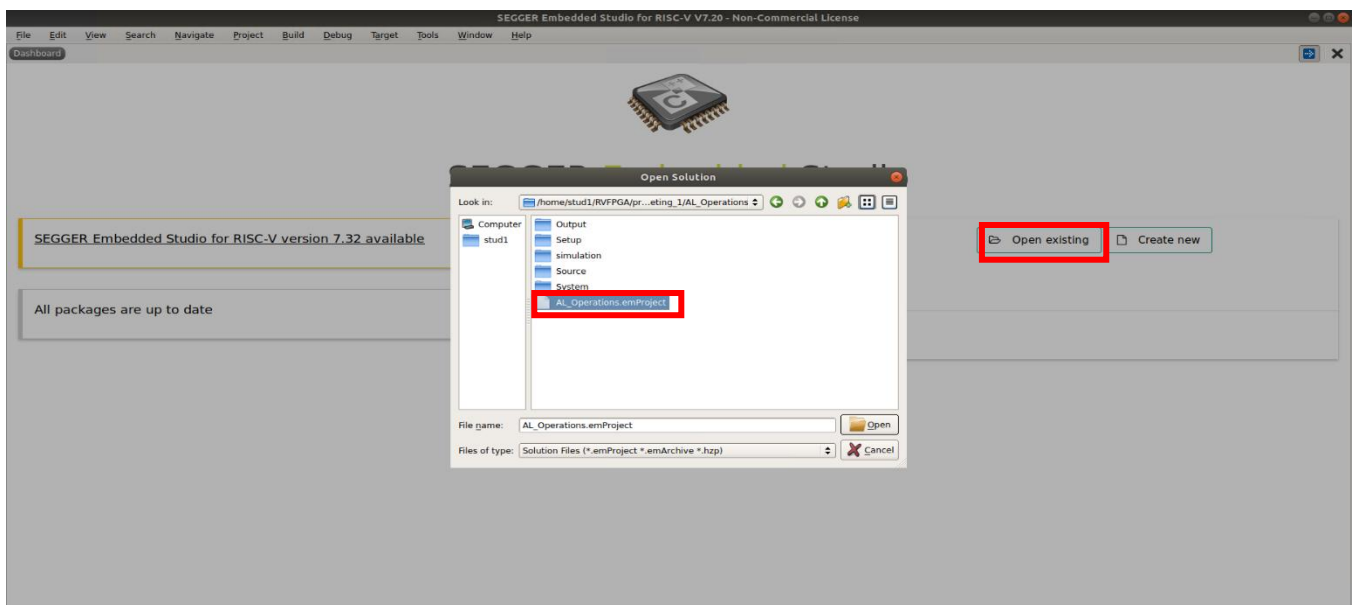 SEGGER Embedded Studio for RISC-V V7.20 - Non-Commercial License
File Edit View Search Navigate Project Build Debug Target Tools Window Help
Dashboard
Open Solution
Look in: /home/stud1/RVFPGA/pr...eting_1/AL_Operations
Computer
stud1
Output
Setup
simulation
Source
System
AL_Operations.emProject
File name: AL_Operations.emProject
Open
Files of type: Solution Files (*.emProject *.emArchive *.hzp)
Cancel
SEGGER Embedded Studio for RISC-V version 7.32 available
Open existing Create new
All packages are up to date